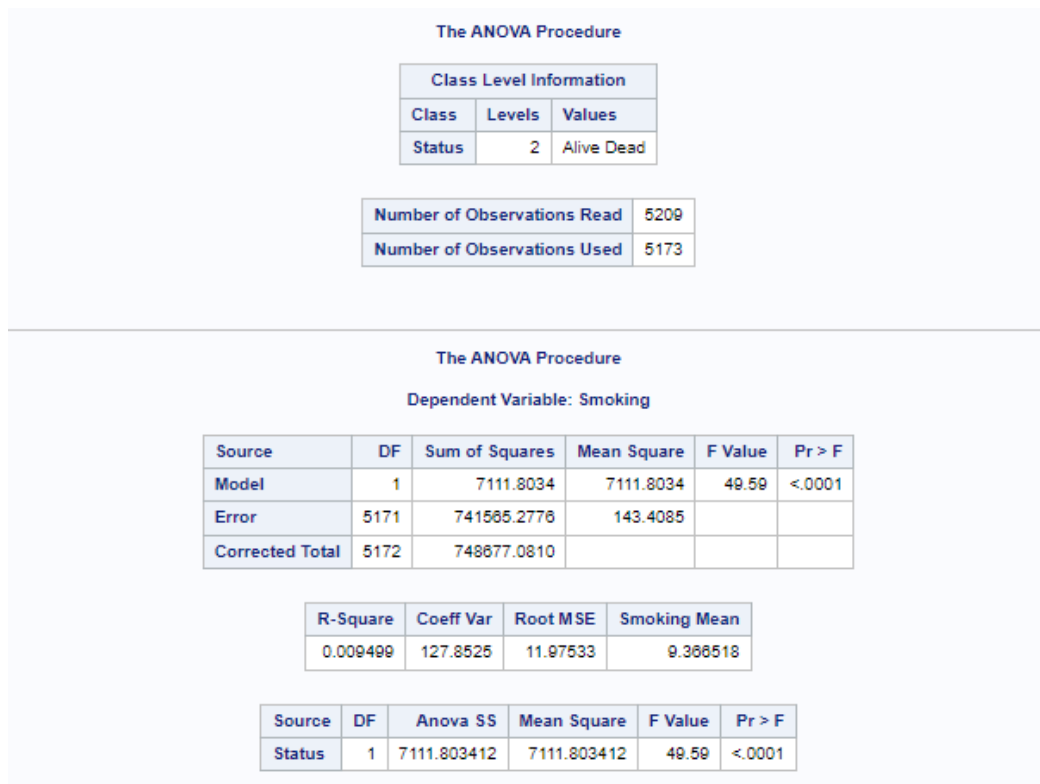 The ANOVA Procedure
Class Level Information
Class Levels Values
Status 2 Alive Dead
Number of Observations Read 5209
Number of Observations Used 5173
The ANOVA Procedure
Dependent Variable: Smoking
Source DF Sum of Squares Mean Square F Value Pr > F
Model 1 7111.8034 7111.8034 49.59 <.0001
Error 5171 741565.2776 143.4085
Corrected Total 5172 748677.0810
R-Square Coeff Var Root MSE Smoking Mean
0.009499 127.8525 11.97533 9.366518
Source DF Anova SS Mean Square F Value Pr > F
Status 1 7111.803412 7111.803412 49.59 <.0001